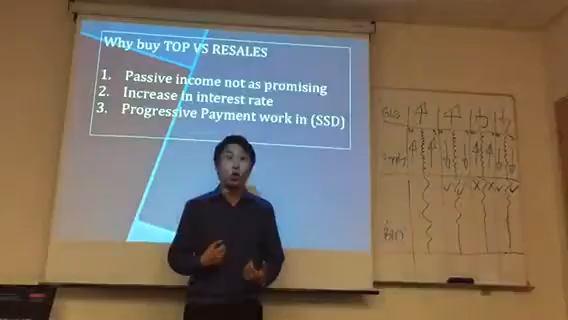 Why buy TOP VS RESALES
1. Passive income not as promising
2. Increase in interest rate
3. Progressive Payment work in (SSD)